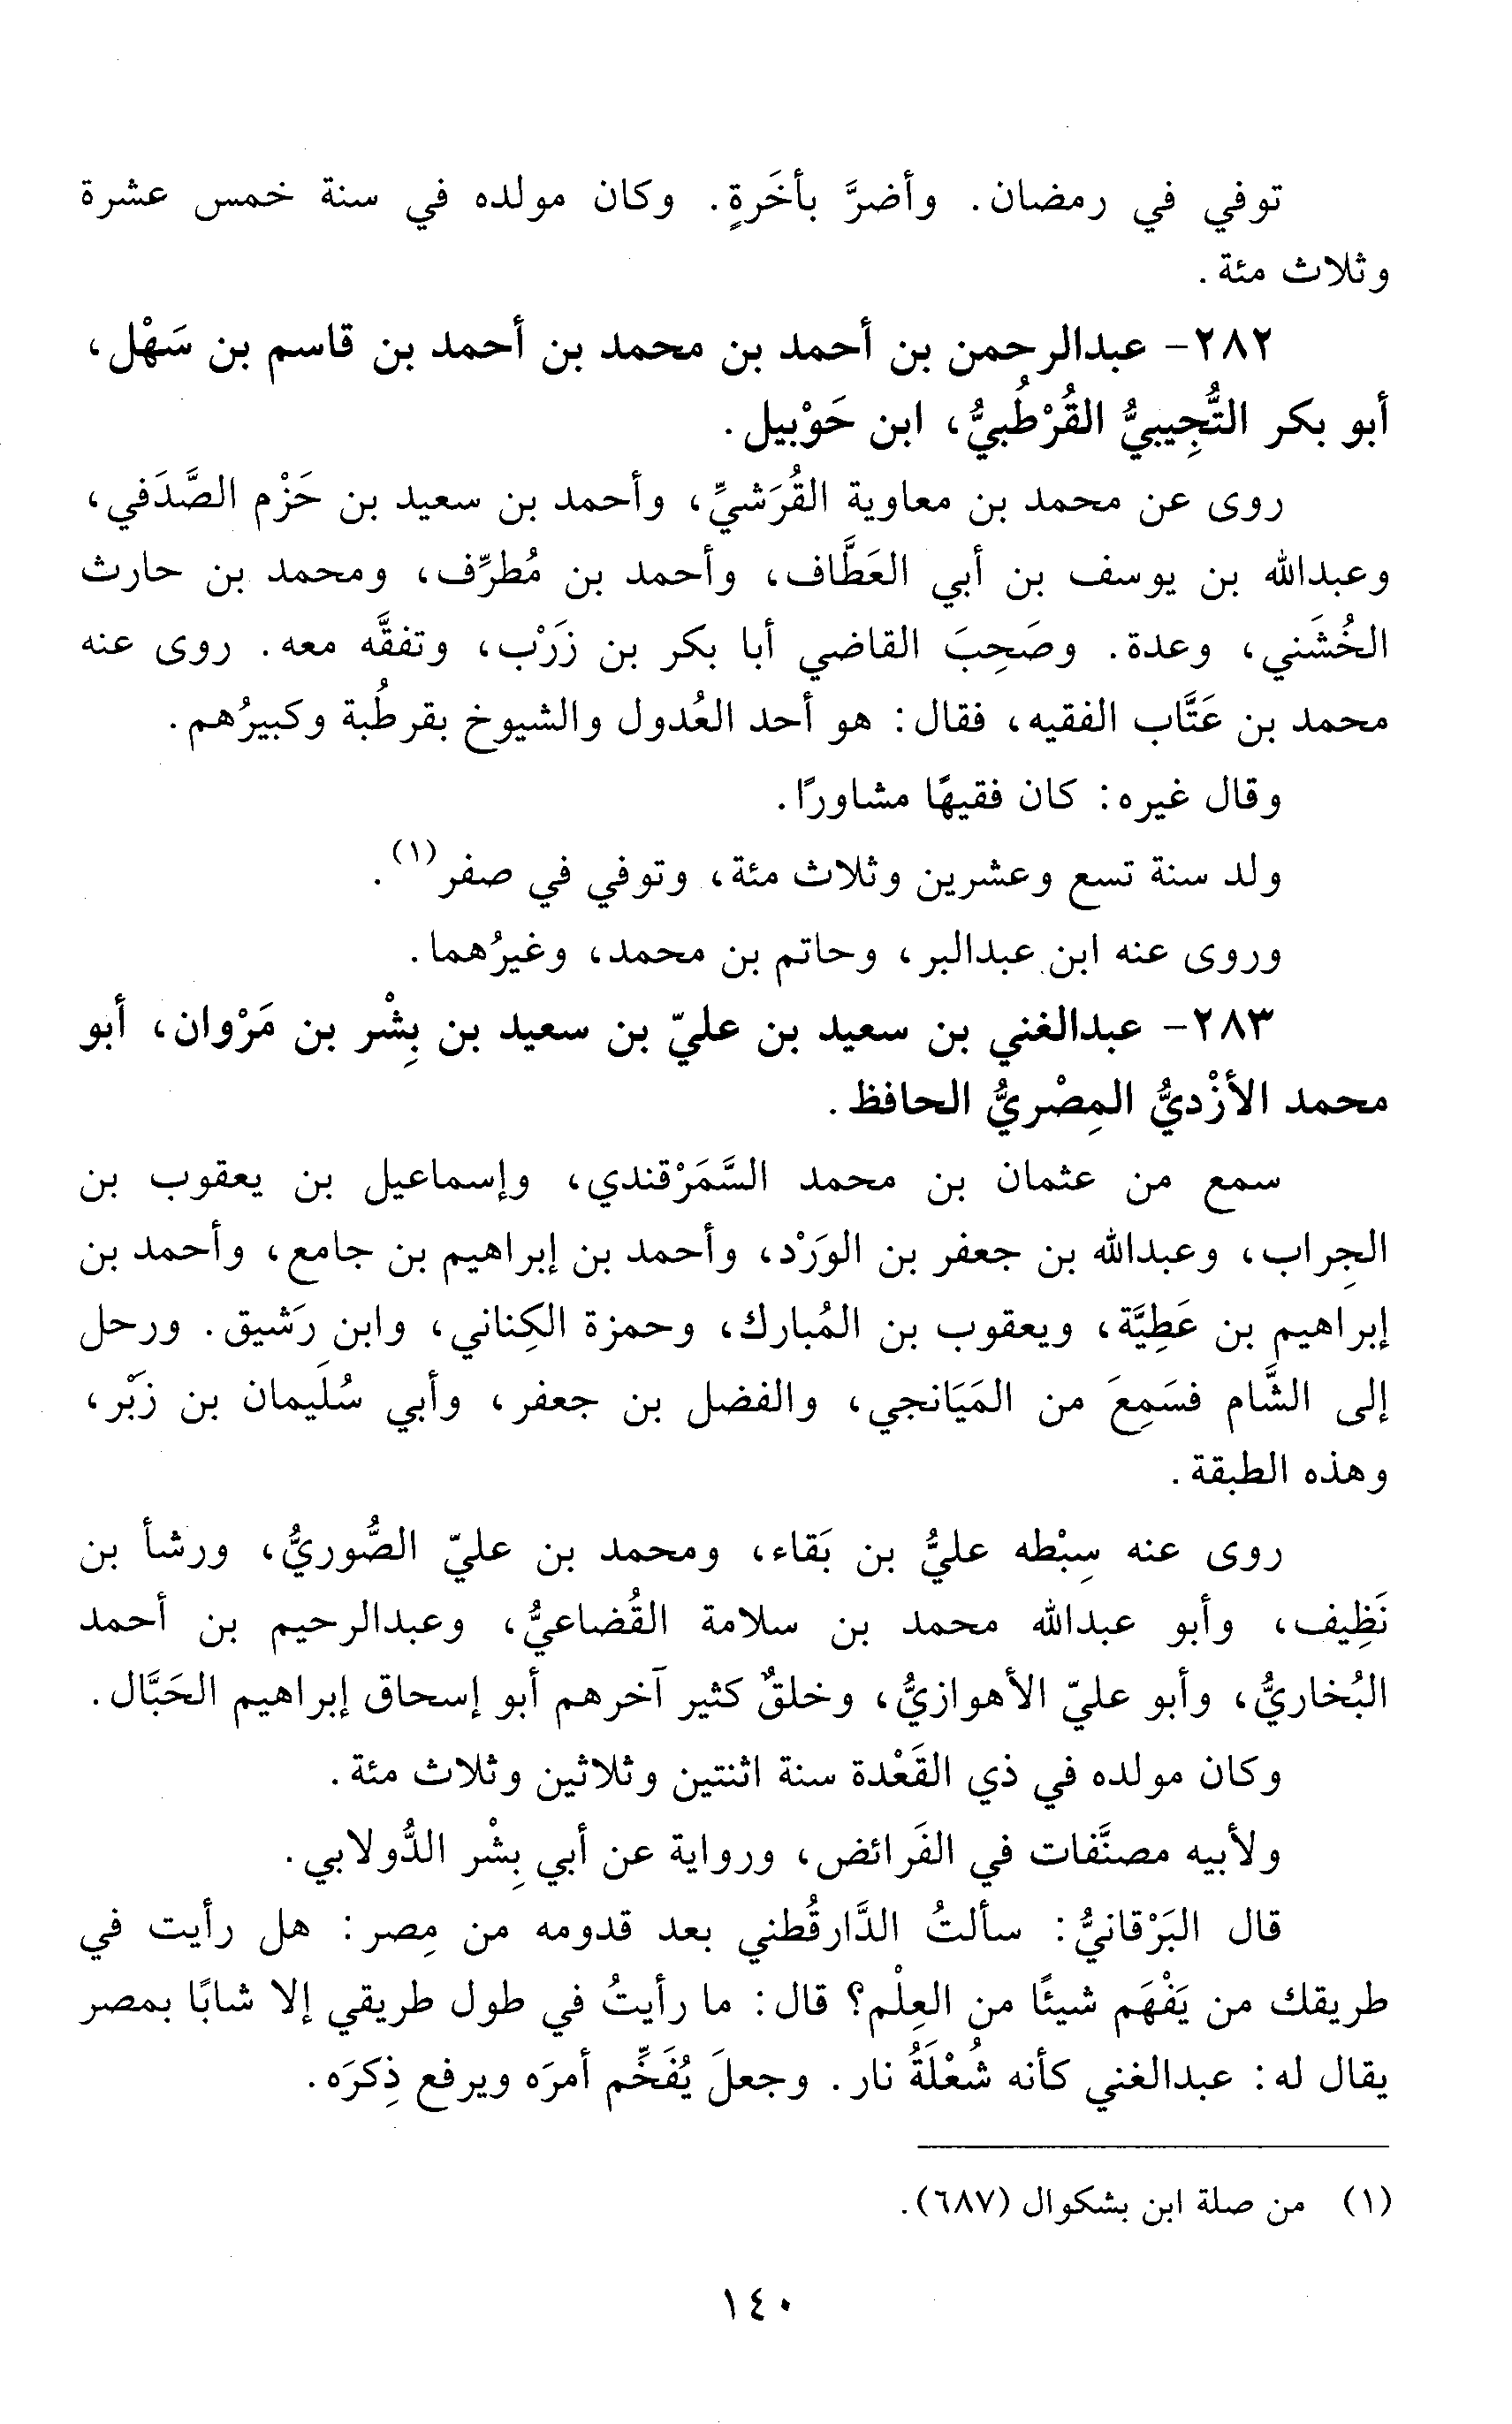 توفي في رمضان. وأضرَّ بأخَرةٍ. وكان مولده في سنة خمس عشرة
وثلاث مئة.
٢٨٢- عبدالرحمن بن أحمد بن محمد بن أحمد بن قاسم بن سَهْل،
أبو بكر التُّجِيبيُّ القُرْطُبيُّ، ابن حَوْبيل.
روى عن محمد بن معاوية القُرَشيِّ، وأحمد بن سعيد بن حَزْم الصَّدَفي،
وعبدالله بن يوسف بن أبي العَطَّاف، وأحمد بن مُطرِّف، ومحمد بن حارث
الخُشَني، وعدة. وصَحِبَ القاضي أبا بكر بن زَرْب، وتفقَّه معه. روى عنه
محمد بن عَتَّاب الفقيه، فقال: هو أحد العُدول والشيوخ بقرطُبة وكبيرُهم.
وقال غيره: كان فقيهًا مشاورًا.
ولد سنة تسع وعشرين وثلاث مئة، وتوفي في صفر(١).
وروى عنه ابن عبدالبر، وحاتم بن محمد، وغيرُهما.
٢٨٣- عبدالغني بن سعيد بن عليّ بن سعيد بن بِشْر بن مَرْوان، أبو
محمد الأزْديُّ المِصْريُّ الحافظ.
سمع من عثمان بن محمد السَّمَرْقندي، وإسماعيل بن يعقوب بن
الجِراب، وعبدالله بن جعفر بن الوَرْد، وأحمد بن إبراهيم بن جامع، وأحمد بن
إبراهيم بن عَطِيَّة، ويعقوب بن المُبارك، وحمزة الكِناني، وابن رَشيق. ورحل
إلى الشَّام فسَمِعَ من المَيَانجي، والفضل بن جعفر، وأبي سُلَيمان بن زَبْر،
وهذه الطبقة.
روى عنه سِبْطه عليُّ بن بَقاء، ومحمد بن عليّ الصُّوريُّ، ورشأ بن
نَظِيف، وأبو عبدالله محمد بن سلامة القُضاعيُّ، وعبدالرحيم بن أحمد
البُخاريُّ، وأبو عليّ الأهوازيُّ، وخلقٌ كثير آخرهم أبو إسحاق إبراهيم الحَبَّال.
وكان مولده في ذي القَعْدة سنة اثنتين وثلاثين وثلاث مئة.
ولأبيه مصنَّفات في الفَرائض، ورواية عن أبي بِشْر الدُّولابي.
قال البَرْقانيُّ: سألتُ الدَّارقُطني بعد قدومه من مِصر: هل رأيت في
طريقك من يَفْهَم شيئًا من العِلْم؟ قال: ما رأيتُ في طول طريقي إلا شابًا بمصر
يقال له: عبدالغني كأنه شُعْلَةُ نار. وجعلَ يُفَخِّم أمرَه ويرفع ذِكرَه.
(١) من صلة ابن بشكوال (٦٨٧).
١٤٠